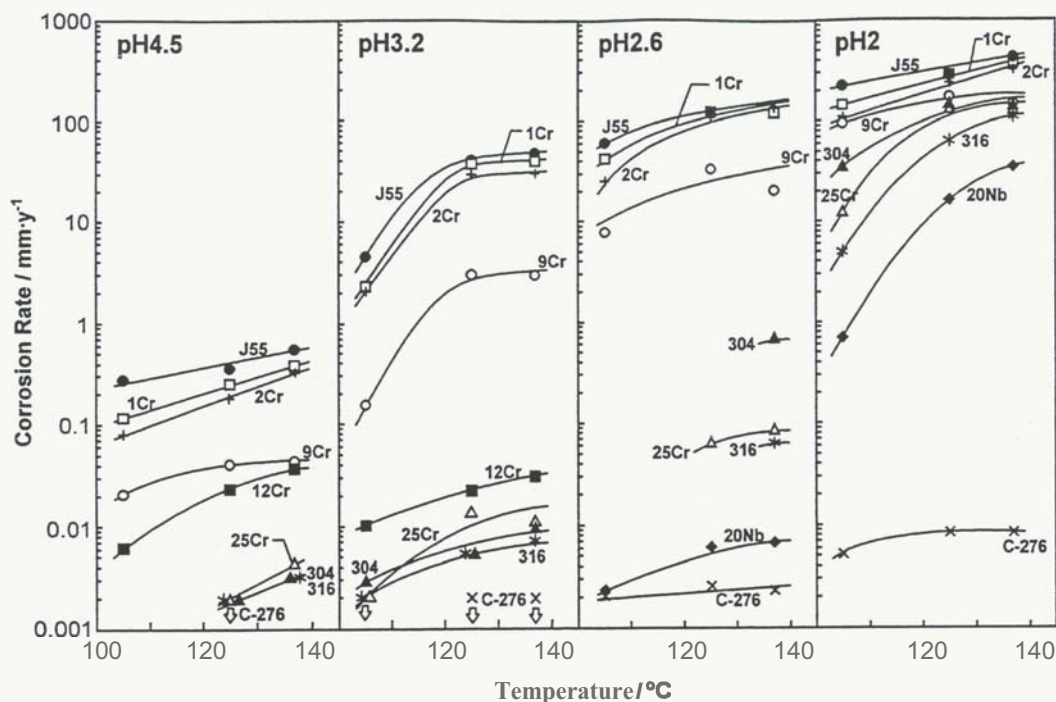 Corrosion Rate / mm·y⁻¹
1000
100
10
1
0.1
0.01
0.001
pH4.5
J55
1Cr
2Cr
9Cr
12Cr
25Cr
304
316
C-276
pH3.2
1Cr
J55
2Cr
9Cr
12Cr
25Cr
304
316
C-276
pH2.6
1Cr
J55
2Cr
9Cr
304
25Cr
316
20Nb
C-276
pH2
1Cr
J55
2Cr
9Cr
304
316
25Cr
20Nb
C-276
100 120 140 120 140 120 140 120 140
Temperature/°C